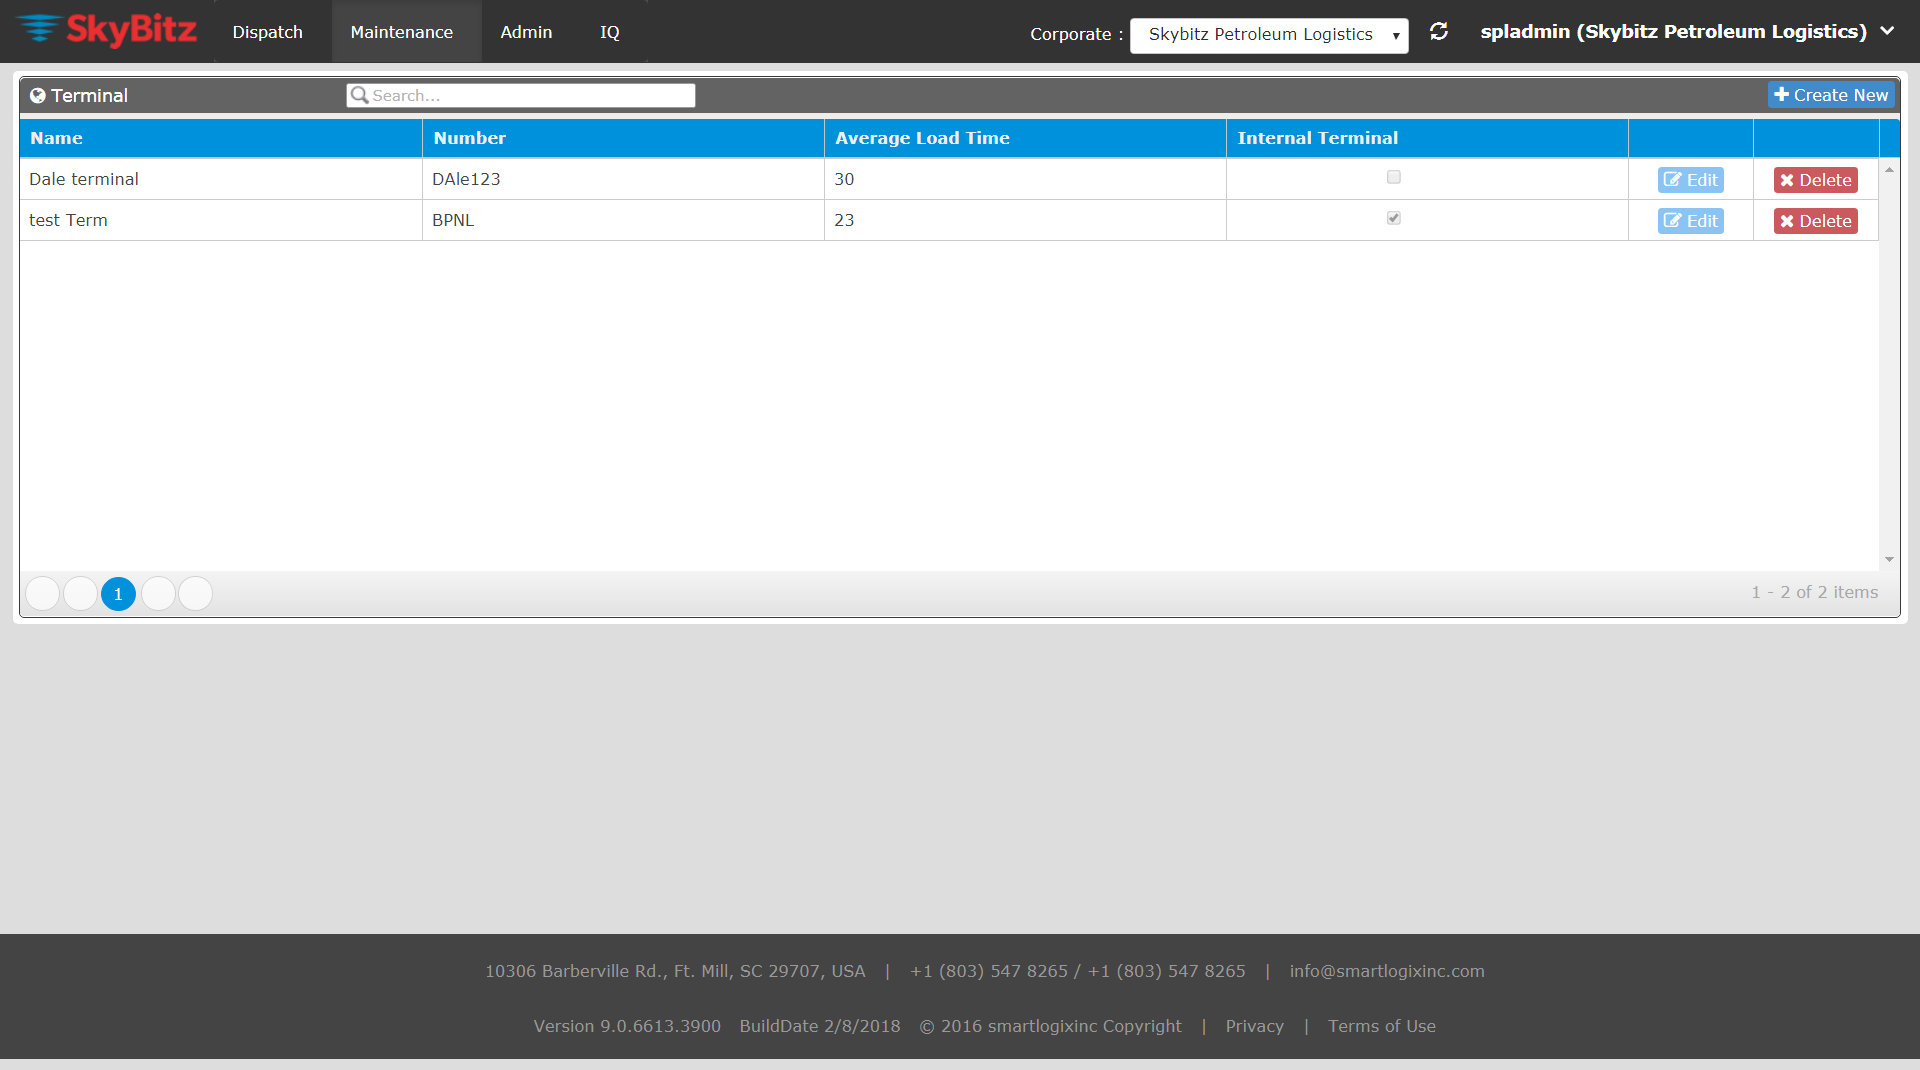 SkyBitz Dispatch Maintenance Admin IQ Corporate : Skybitz Petroleum Logistics spladmin (Skybitz Petroleum Logistics)
Terminal Search... Create New
Name Number Average Load Time Internal Terminal
Dale terminal DAle123 30 Edit Delete
test Term BPNL 23 Edit Delete
1 1 - 2 of 2 items
10306 Barberville Rd., Ft. Mill, SC 29707, USA | +1 (803) 547 8265 / +1 (803) 547 8265 | info@smartlogixinc.com
Version 9.0.6613.3900 BuildDate 2/8/2018 © 2016 smartlogixinc Copyright | Privacy | Terms of Use